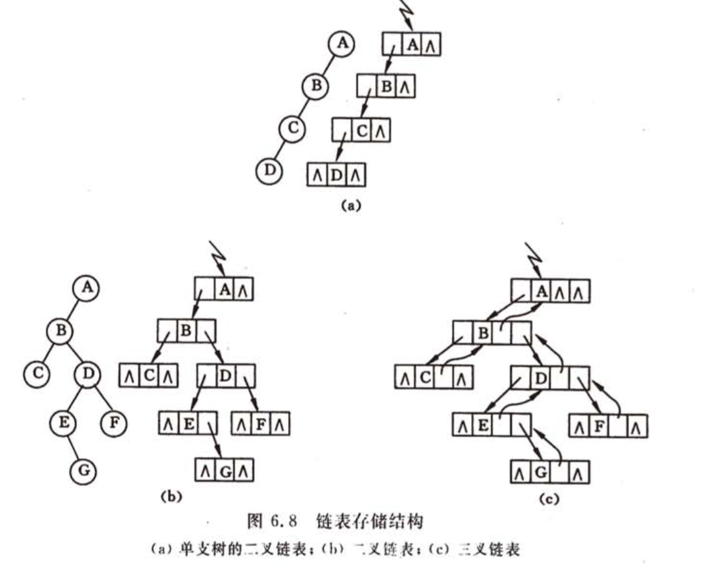 A
A ∧
B
B ∧
C
C ∧
D
∧ D ∧
(a)
A
A ∧
A ∧ ∧
B
B
B
C
D
∧ C ∧
D
∧ C ∧
D
E
F
∧ E
∧ F ∧
∧ E
∧ F ∧
G
∧ G ∧
∧ G ∧
(b)
(c)
图 6.8 链表存储结构
(a) 单支树的二叉链表；(b) 二叉链表；(c) 三叉链表